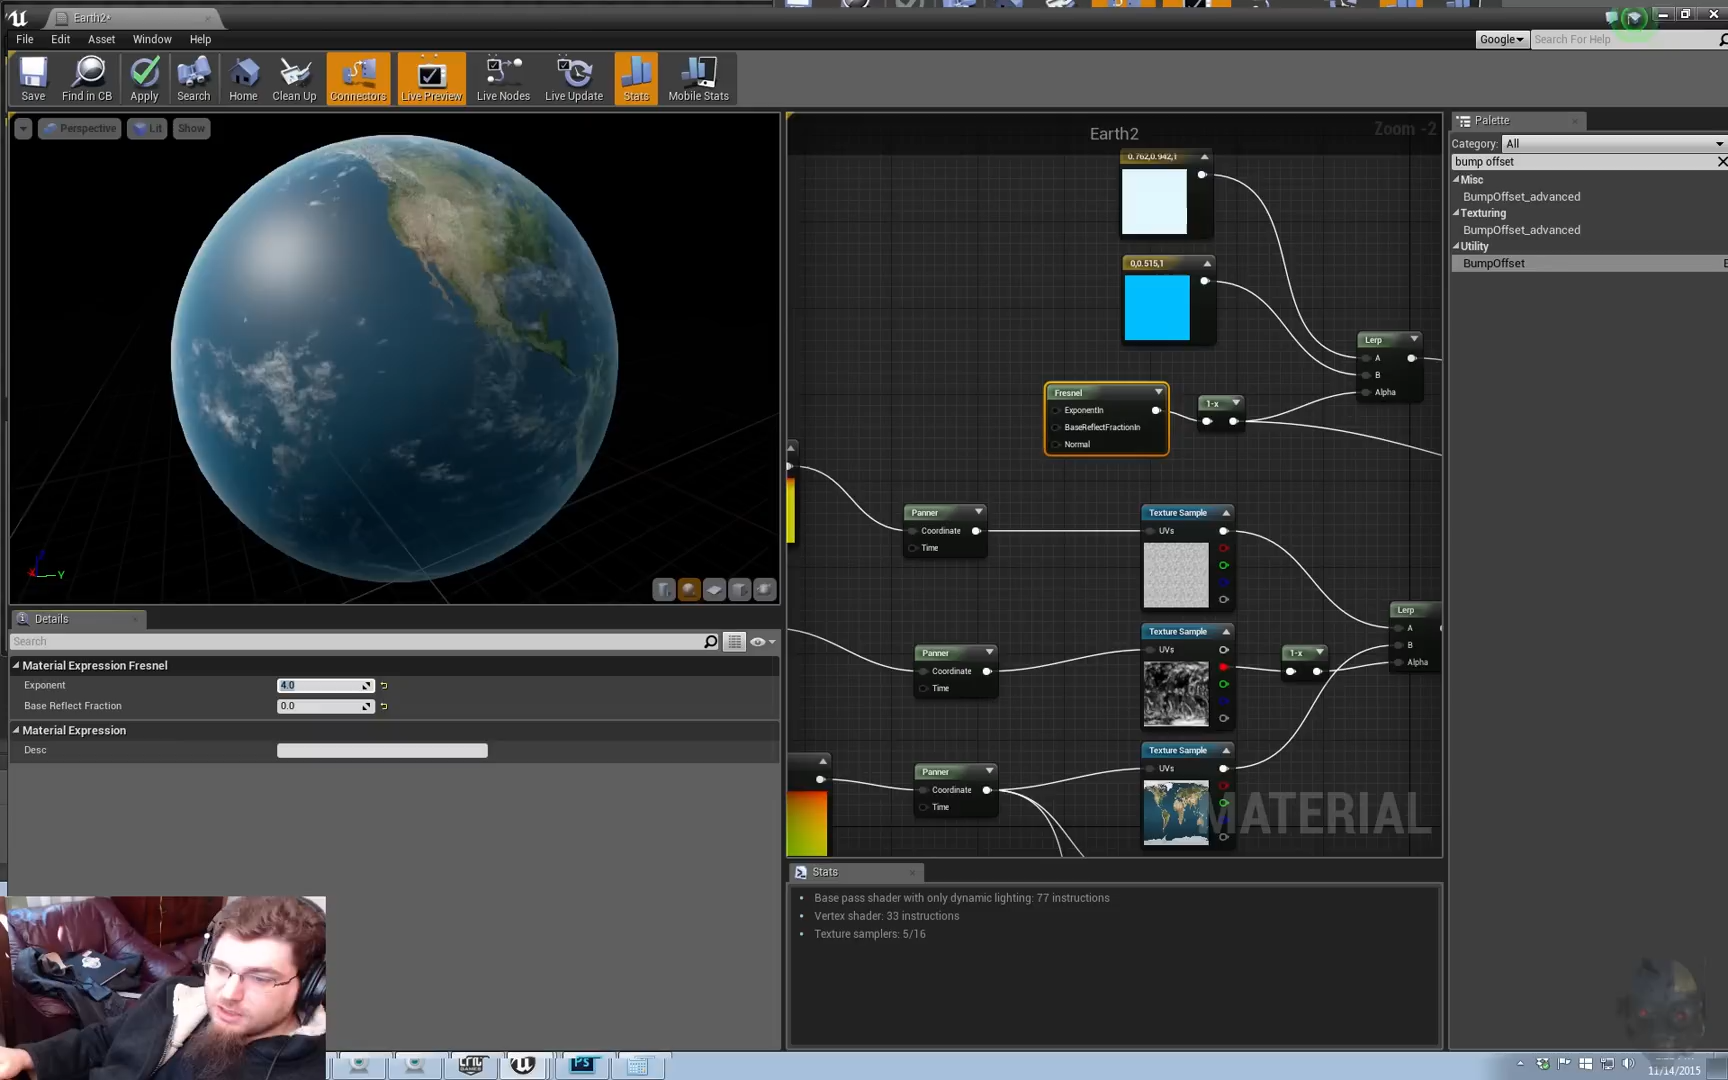 Earth2*
File Edit Asset Window Help
Google
Search For Help
Save Find in CB Apply Search Home Clean Up Connectors Live Preview Live Nodes Live Update Stats Mobile Stats
Perspective Lit Show
Y
Earth2
Zoom -2
0.762,0.942,1
0,0.515,1
Lerp
A
B
Alpha
Fresnel
ExponentIn
BaseReflectFractionIn
Normal
1-x
Panner
Coordinate
Time
Texture Sample
UVs
Lerp
A
B
Alpha
Panner
Coordinate
Time
Texture Sample
UVs
1-x
Panner
Coordinate
Time
Texture Sample
UVs
MATERIAL
Palette
Category: All
bump offset
Misc
BumpOffset_advanced
Texturing
BumpOffset_advanced
Utility
BumpOffset
Details
Search
Material Expression Fresnel
Exponent 4.0
Base Reflect Fraction 0.0
Material Expression
Desc
Stats
Base pass shader with only dynamic lighting: 77 instructions
Vertex shader: 33 instructions
Texture samplers: 5/16
Ps
11/14/2015